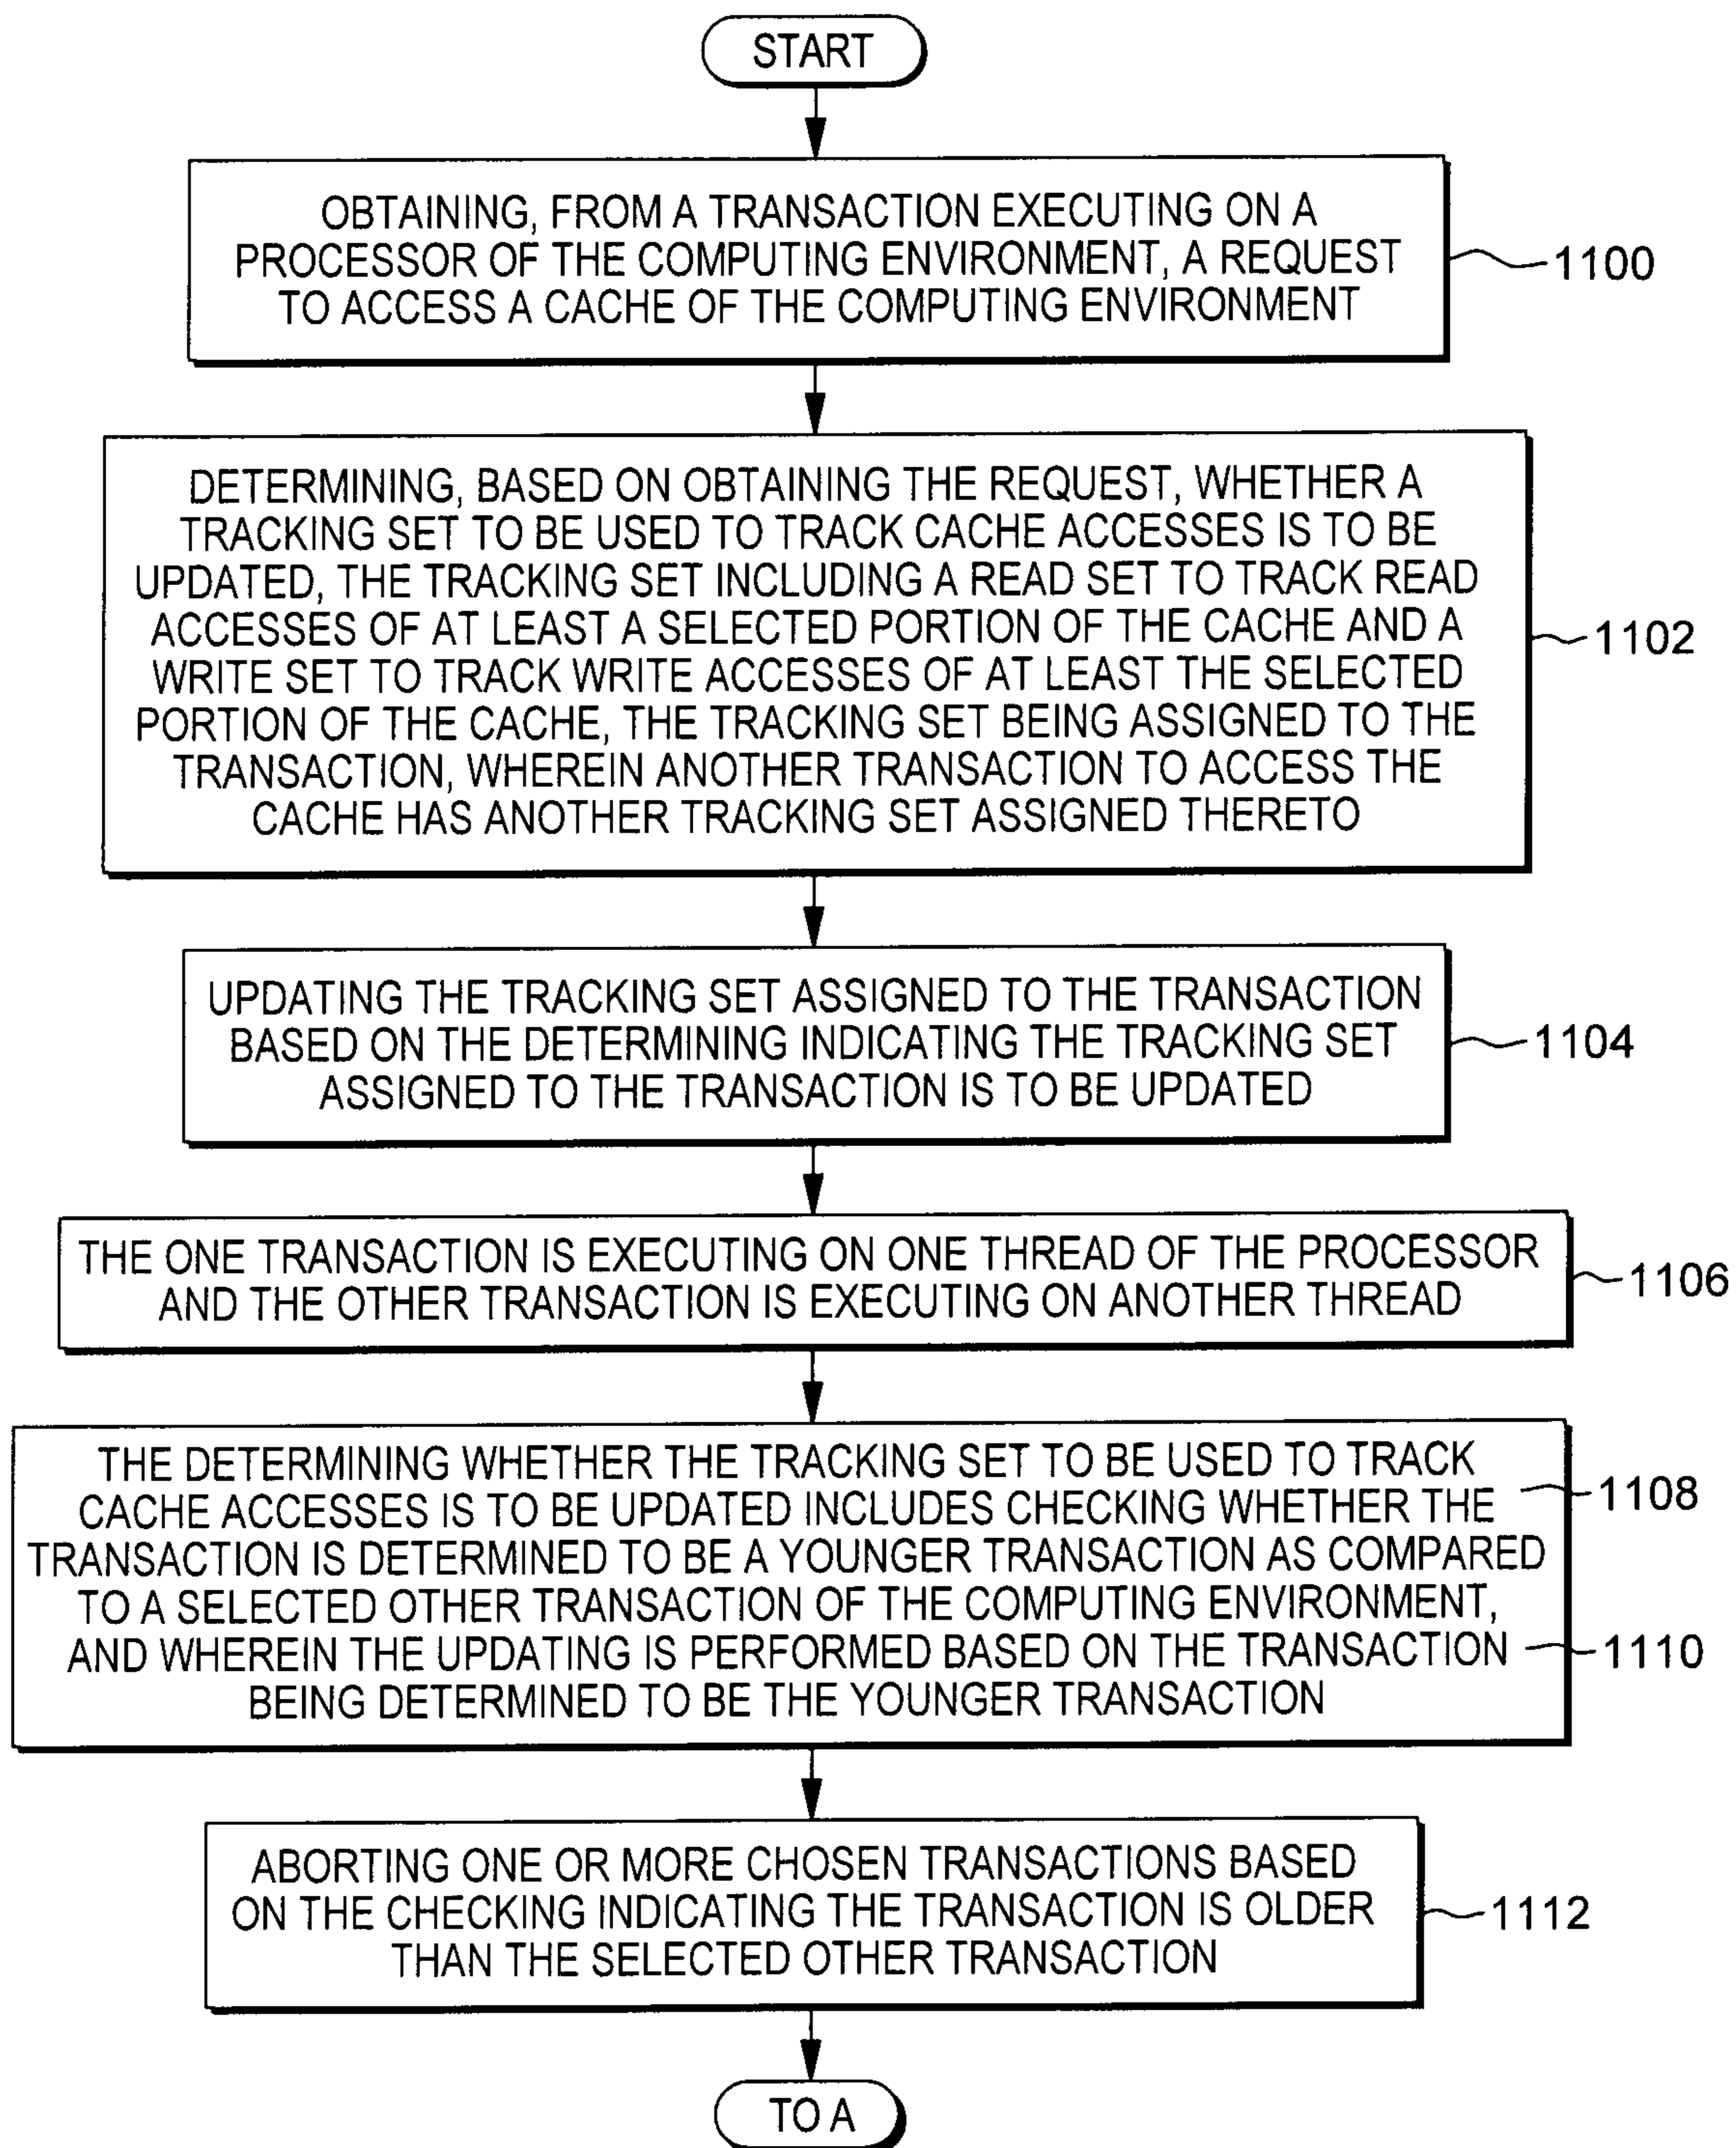 START
OBTAINING, FROM A TRANSACTION EXECUTING ON A
PROCESSOR OF THE COMPUTING ENVIRONMENT, A REQUEST
TO ACCESS A CACHE OF THE COMPUTING ENVIRONMENT
1100
DETERMINING, BASED ON OBTAINING THE REQUEST, WHETHER A
TRACKING SET TO BE USED TO TRACK CACHE ACCESSES IS TO BE
UPDATED, THE TRACKING SET INCLUDING A READ SET TO TRACK READ
ACCESSES OF AT LEAST A SELECTED PORTION OF THE CACHE AND A
WRITE SET TO TRACK WRITE ACCESSES OF AT LEAST THE SELECTED
PORTION OF THE CACHE, THE TRACKING SET BEING ASSIGNED TO THE
TRANSACTION, WHEREIN ANOTHER TRANSACTION TO ACCESS THE
CACHE HAS ANOTHER TRACKING SET ASSIGNED THERETO
1102
UPDATING THE TRACKING SET ASSIGNED TO THE TRANSACTION
BASED ON THE DETERMINING INDICATING THE TRACKING SET
ASSIGNED TO THE TRANSACTION IS TO BE UPDATED
1104
THE ONE TRANSACTION IS EXECUTING ON ONE THREAD OF THE PROCESSOR
AND THE OTHER TRANSACTION IS EXECUTING ON ANOTHER THREAD
1106
THE DETERMINING WHETHER THE TRACKING SET TO BE USED TO TRACK
CACHE ACCESSES IS TO BE UPDATED INCLUDES CHECKING WHETHER THE
1108
TRANSACTION IS DETERMINED TO BE A YOUNGER TRANSACTION AS COMPARED
TO A SELECTED OTHER TRANSACTION OF THE COMPUTING ENVIRONMENT,
AND WHEREIN THE UPDATING IS PERFORMED BASED ON THE TRANSACTION
1110
BEING DETERMINED TO BE THE YOUNGER TRANSACTION
ABORTING ONE OR MORE CHOSEN TRANSACTIONS BASED
ON THE CHECKING INDICATING THE TRANSACTION IS OLDER
THAN THE SELECTED OTHER TRANSACTION
1112
TO A